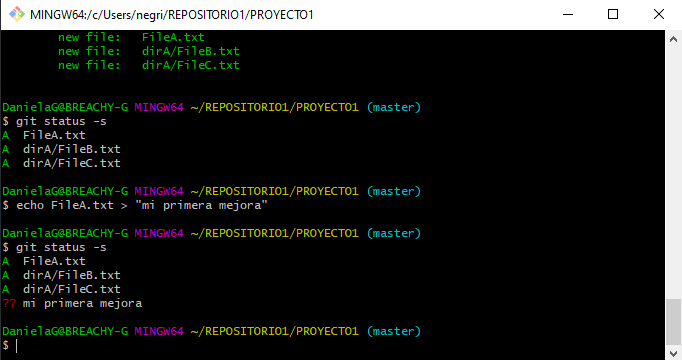 MINGW64:/c/Users/negri/REPOSITORIO1/PROYECTO1
new file:   FileA.txt
new file:   dirA/FileB.txt
new file:   dirA/FileC.txt
DanielaG@BREACHY-G MINGW64 ~/REPOSITORIO1/PROYECTO1 (master)
$ git status -s
A  FileA.txt
A  dirA/FileB.txt
A  dirA/FileC.txt
DanielaG@BREACHY-G MINGW64 ~/REPOSITORIO1/PROYECTO1 (master)
$ echo FileA.txt > "mi primera mejora"
DanielaG@BREACHY-G MINGW64 ~/REPOSITORIO1/PROYECTO1 (master)
$ git status -s
A  FileA.txt
A  dirA/FileB.txt
A  dirA/FileC.txt
?? mi primera mejora
DanielaG@BREACHY-G MINGW64 ~/REPOSITORIO1/PROYECTO1 (master)
$